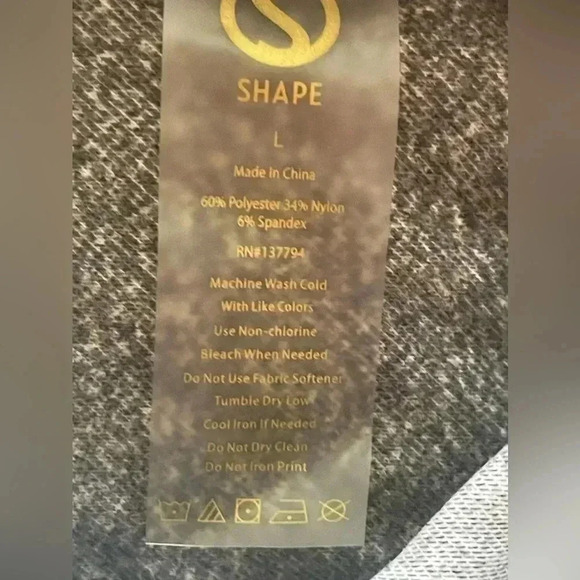 SHAPE
L
Made In China
60% Polyester 34% Nylon
6% Spandex
RN#137794
Machine Wash Cold
With Like Colors
Use Non-chlorine
Bleach When Needed
Do Not Use Fabric Softener
Tumble Dry Low
Cool Iron If Needed
Do Not Dry Clean
Do Not Iron Print